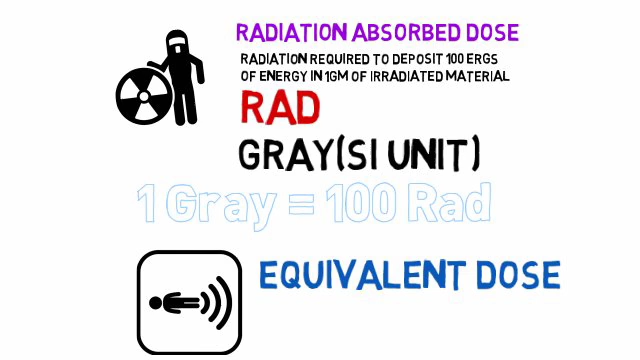 RADIATION ABSORBED DOSE
RADIATION REQUIRED TO DEPOSIT 100 ERGS
OF ENERGY IN 1GM OF IRRADIATED MATERIAL
RAD
GRAY(SI UNIT)
1 Gray = 100 Rad
EQUIVALENT DOSE